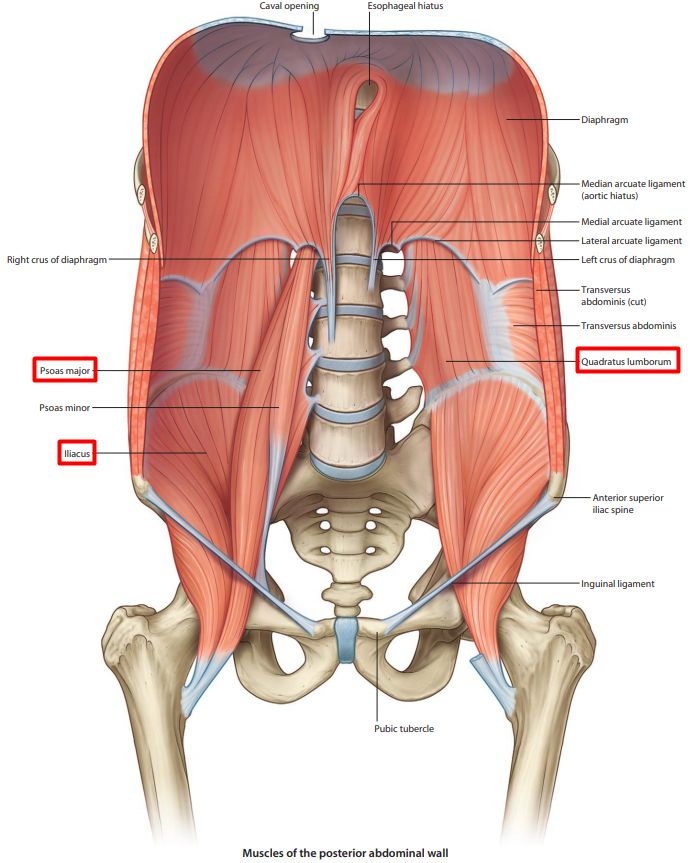 Caval opening
Esophageal hiatus
Diaphragm
Median arcuate ligament
(aortic hiatus)
Medial arcuate ligament
Lateral arcuate ligament
Right crus of diaphragm
Left crus of diaphragm
Transversus
abdominis (cut)
Transversus abdominis
Quadratus lumborum
Psoas major
Psoas minor
Iliacus
Anterior superior
iliac spine
Inguinal ligament
Pubic tubercle
Muscles of the posterior abdominal wall